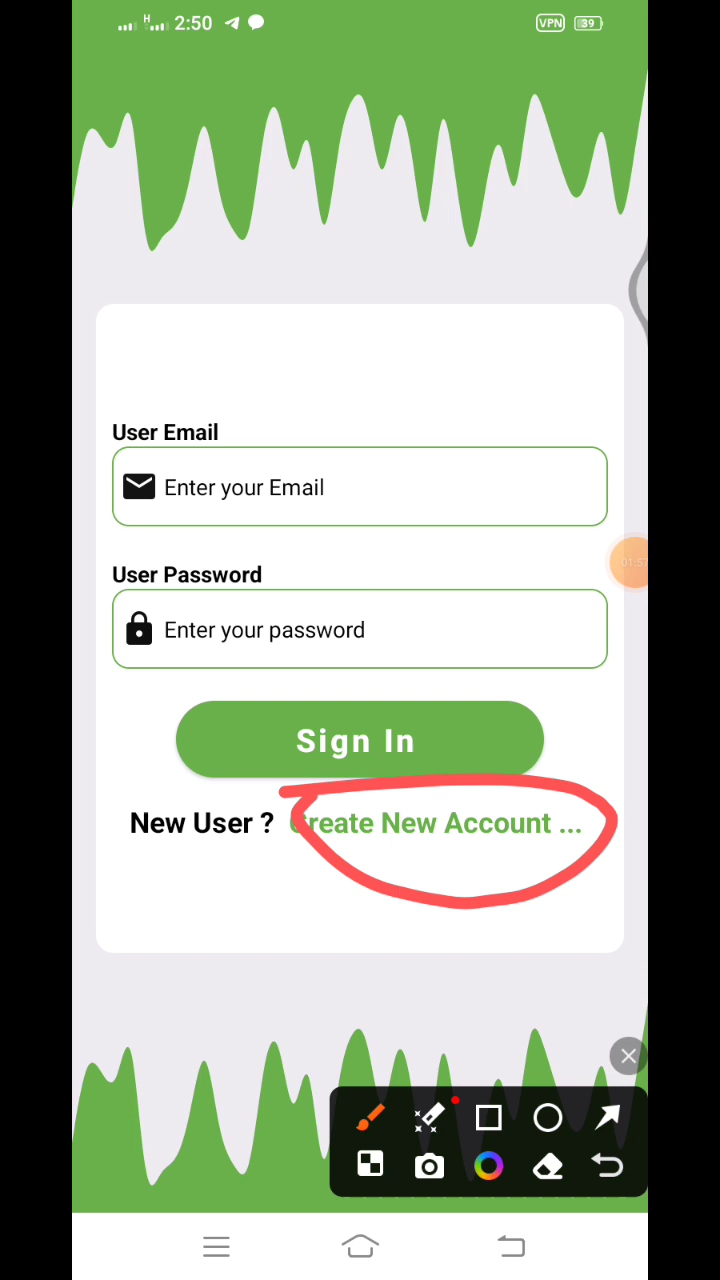 H 2:50 VPN 39
User Email
Enter your Email
User Password
Enter your password
Sign In
New User ? Create New Account ...